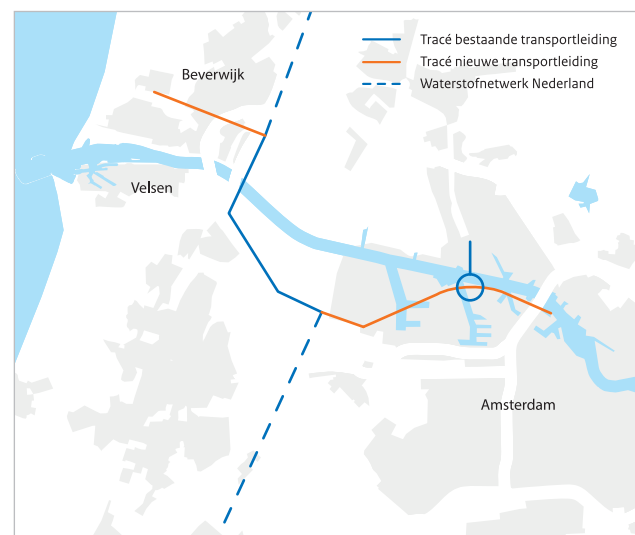 Tracé bestaande transportleiding
Tracé nieuwe transportleiding
Waterstofnetwerk Nederland
Beverwijk
Velsen
Amsterdam